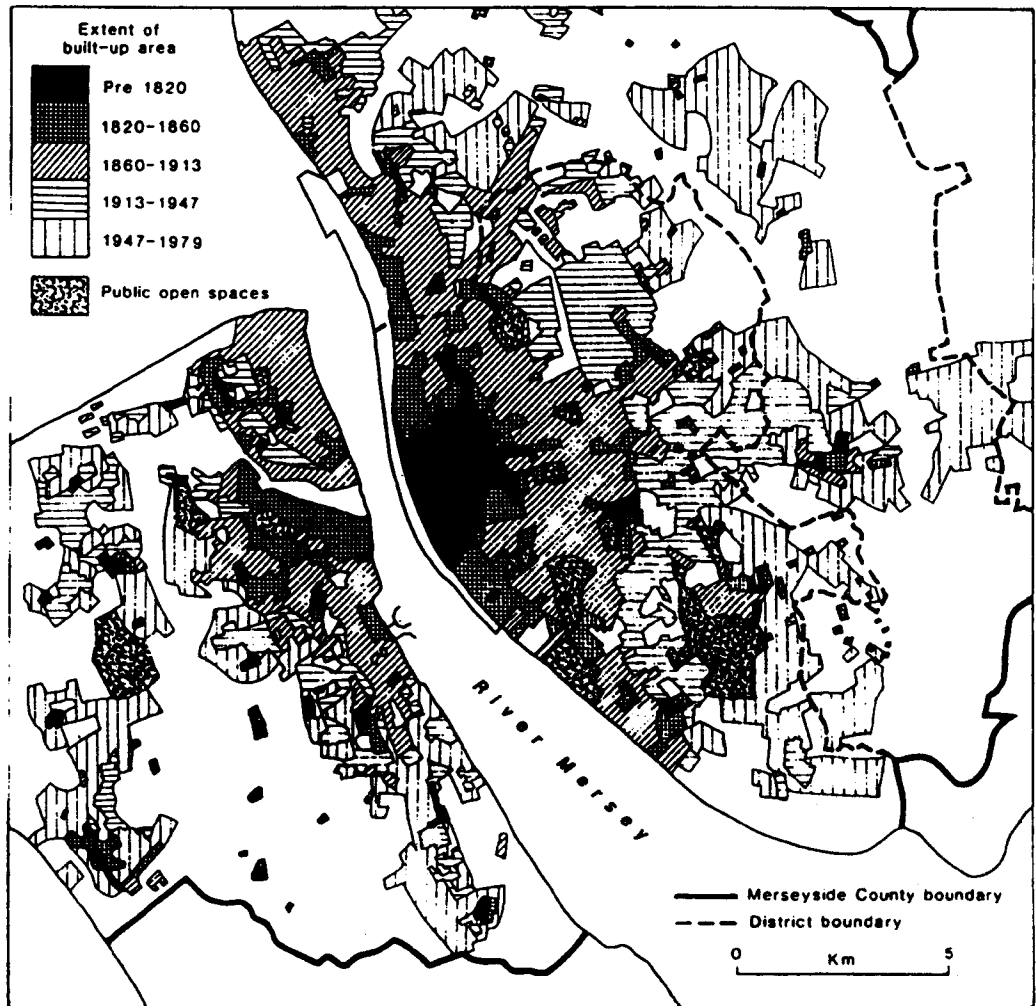 Extent of
built-up area
Pre 1820
1820-1860
1860-1913
1913-1947
1947-1979
Public open spaces
River Mersey
Merseyside County boundary
District boundary
0 5
Km